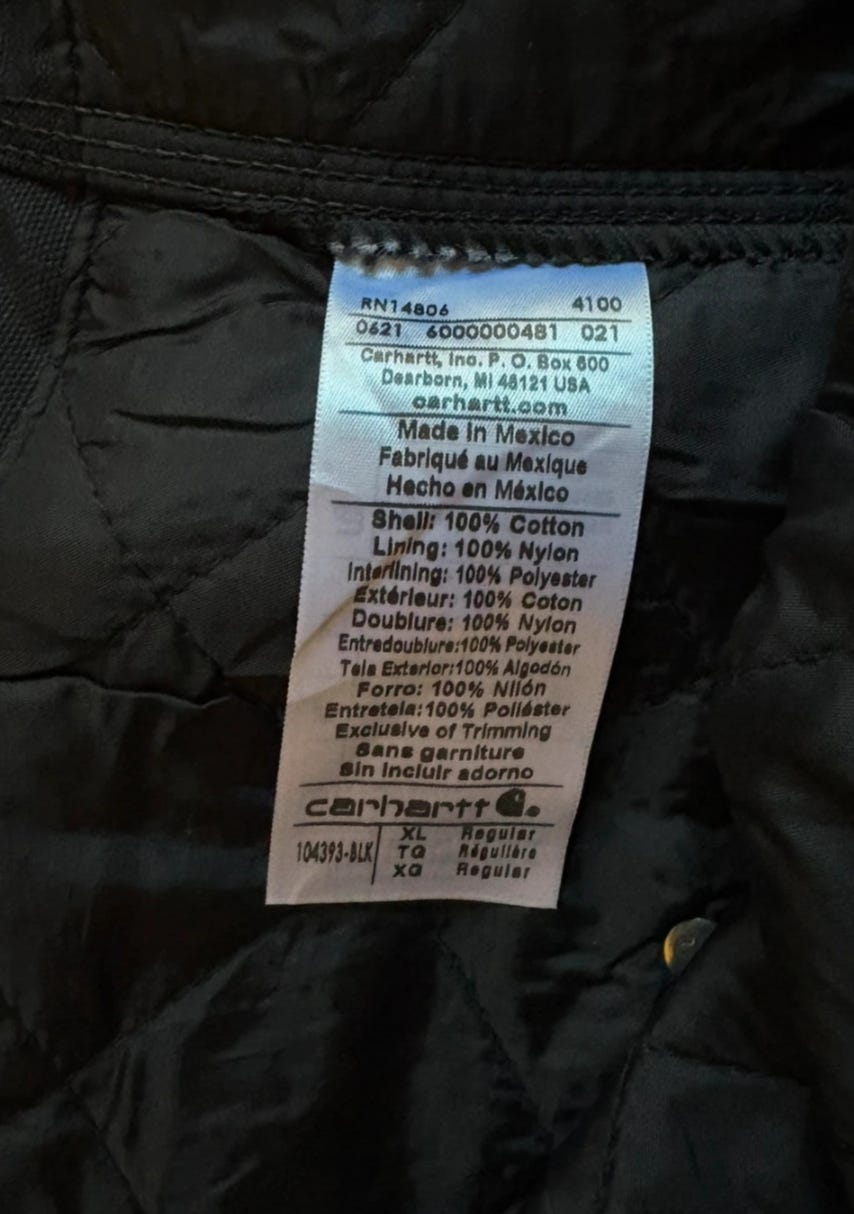 RN14806 4100
0621 6000000481 021
Carhartt, Inc. P. O. Box 600
Dearborn, MI 48121 USA
carhartt.com
Made in Mexico
Fabriqué au Mexique
Hecho en México
Shell: 100% Cotton
Lining: 100% Nylon
Interlining: 100% Polyester
Extérieur: 100% Coton
Doublure: 100% Nylon
Entredoublure:100% Polyester
Tela Exterior:100% Algodón
Forro: 100% Nilón
Entretela:100% Poliéster
Exclusive of Trimming
Sans garniture
Sin incluir adorno
carhartt
104393-BLK XL Regular
TG Régulière
XG Regular